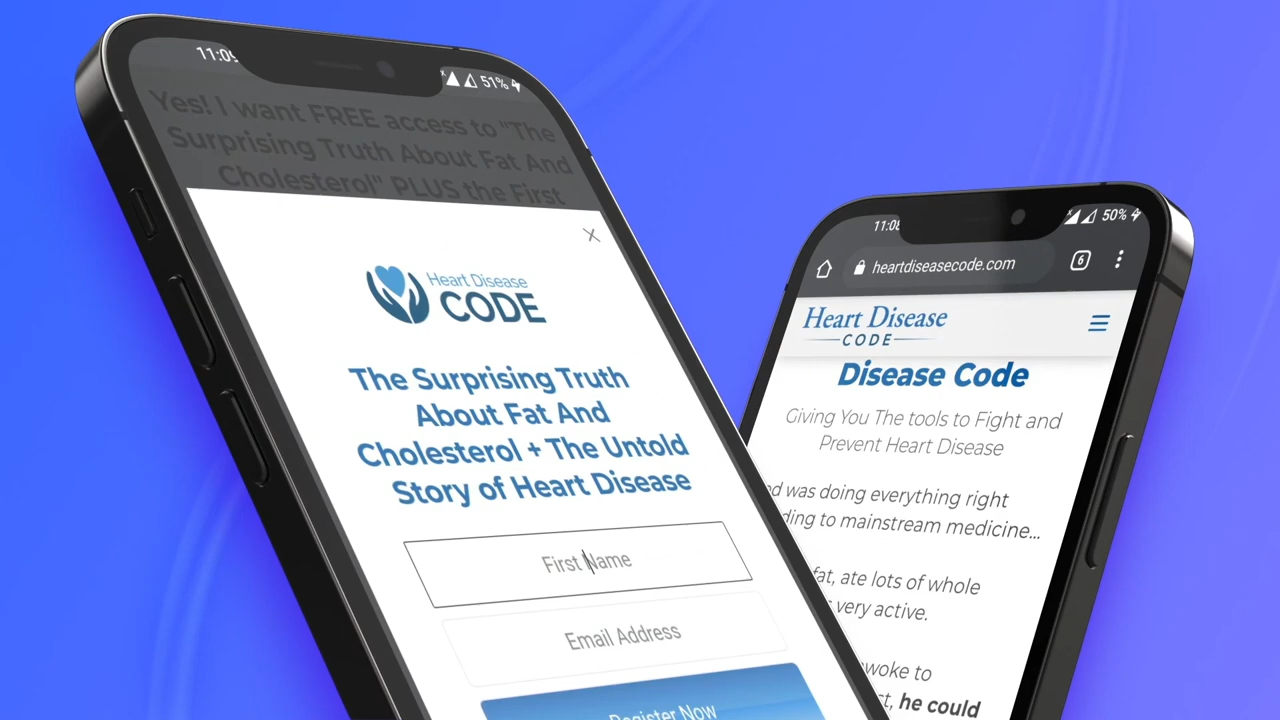 11:09
51%
Yes! I want FREE access to "The
Surprising Truth About Fat And
Cholesterol" PLUS the First
Heart Disease
CODE
The Surprising Truth
About Fat And
Cholesterol + The Untold
Story of Heart Disease
First Name
Email Address
Register Now
11:08
50%
heartdiseasecode.com
6
Heart Disease
CODE
Disease Code
Giving You The tools to Fight and
Prevent Heart Disease
was doing everything right
to mainstream medicine...
fat, ate lots of whole
very active.
to
he could